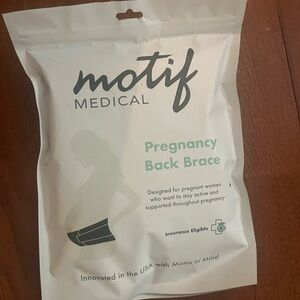 motif
MEDICAL
Pregnancy
Back Brace
Designed for pregnant women
who want to stay active and
supported throughout pregnancy
Insurance Eligible
Innovated in the USA with Moms in Mind